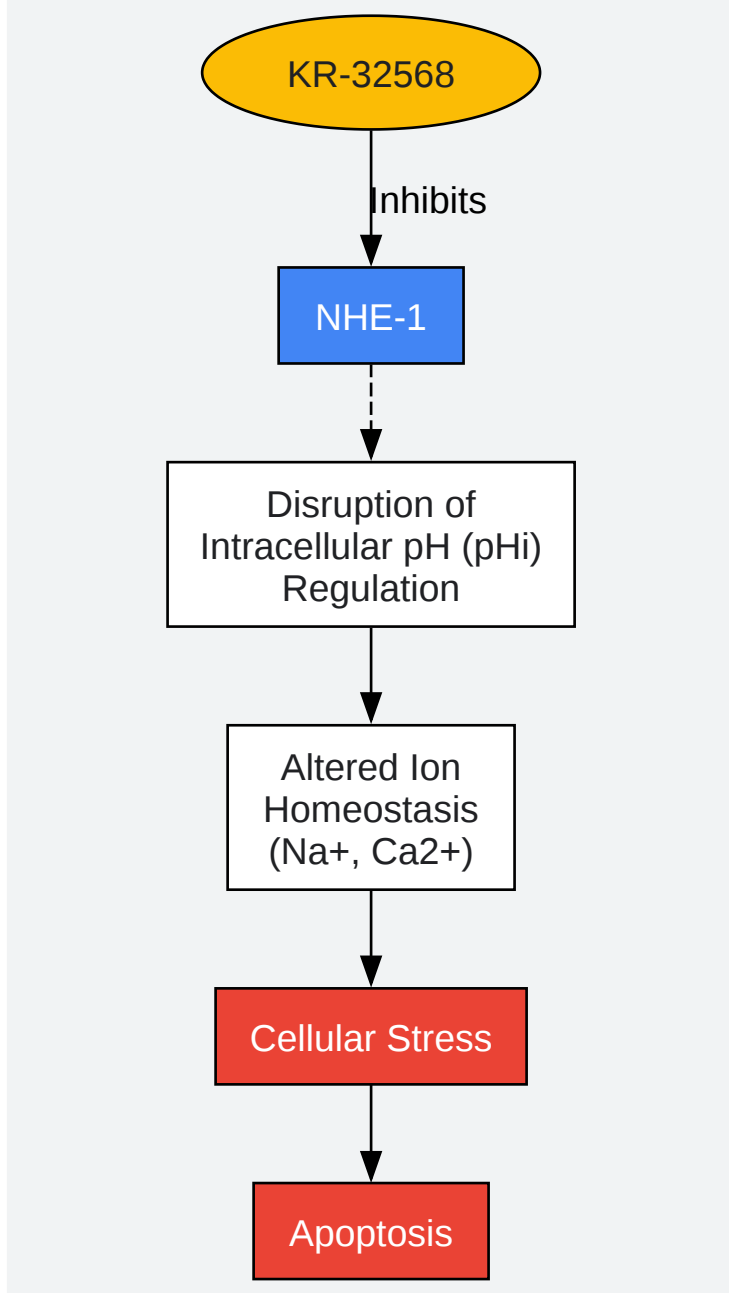 KR-32568
Inhibits
NHE-1
Disruption of
Intracellular pH (pHi)
Regulation
Altered Ion
Homeostasis
(Na+, Ca2+)
Cellular Stress
Apoptosis